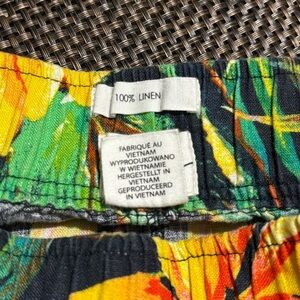 100% LINEN
FABRIQUÉ AU
VIETNAM
WYPRODUKOWANO
W WIETNAMIE
HERGESTELLT IN
VIETNAM
GEPRODUCEERD
IN VIETNAM